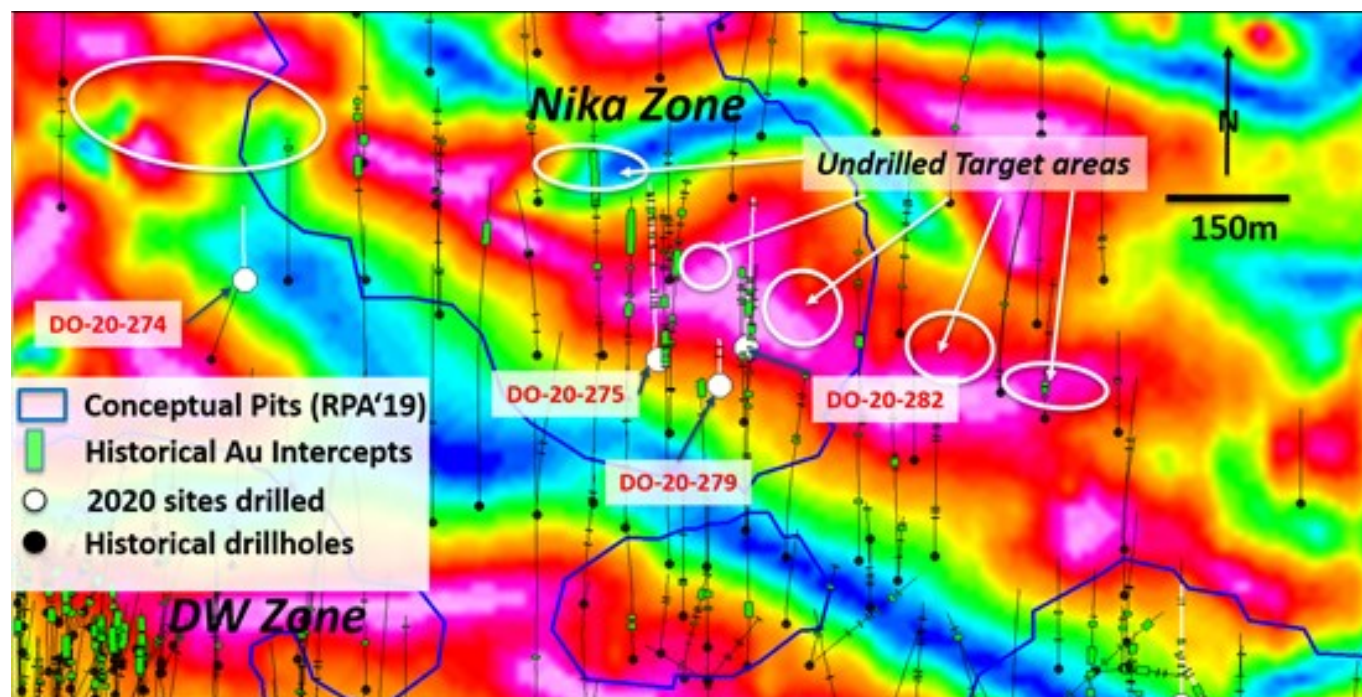 Nika Zone
N
Undrilled Target areas
150m
DO-20-274
DO-20-275
DO-20-282
DO-20-279
Conceptual Pits (RPA‘19)
Historical Au Intercepts
2020 sites drilled
Historical drillholes
DW Zone